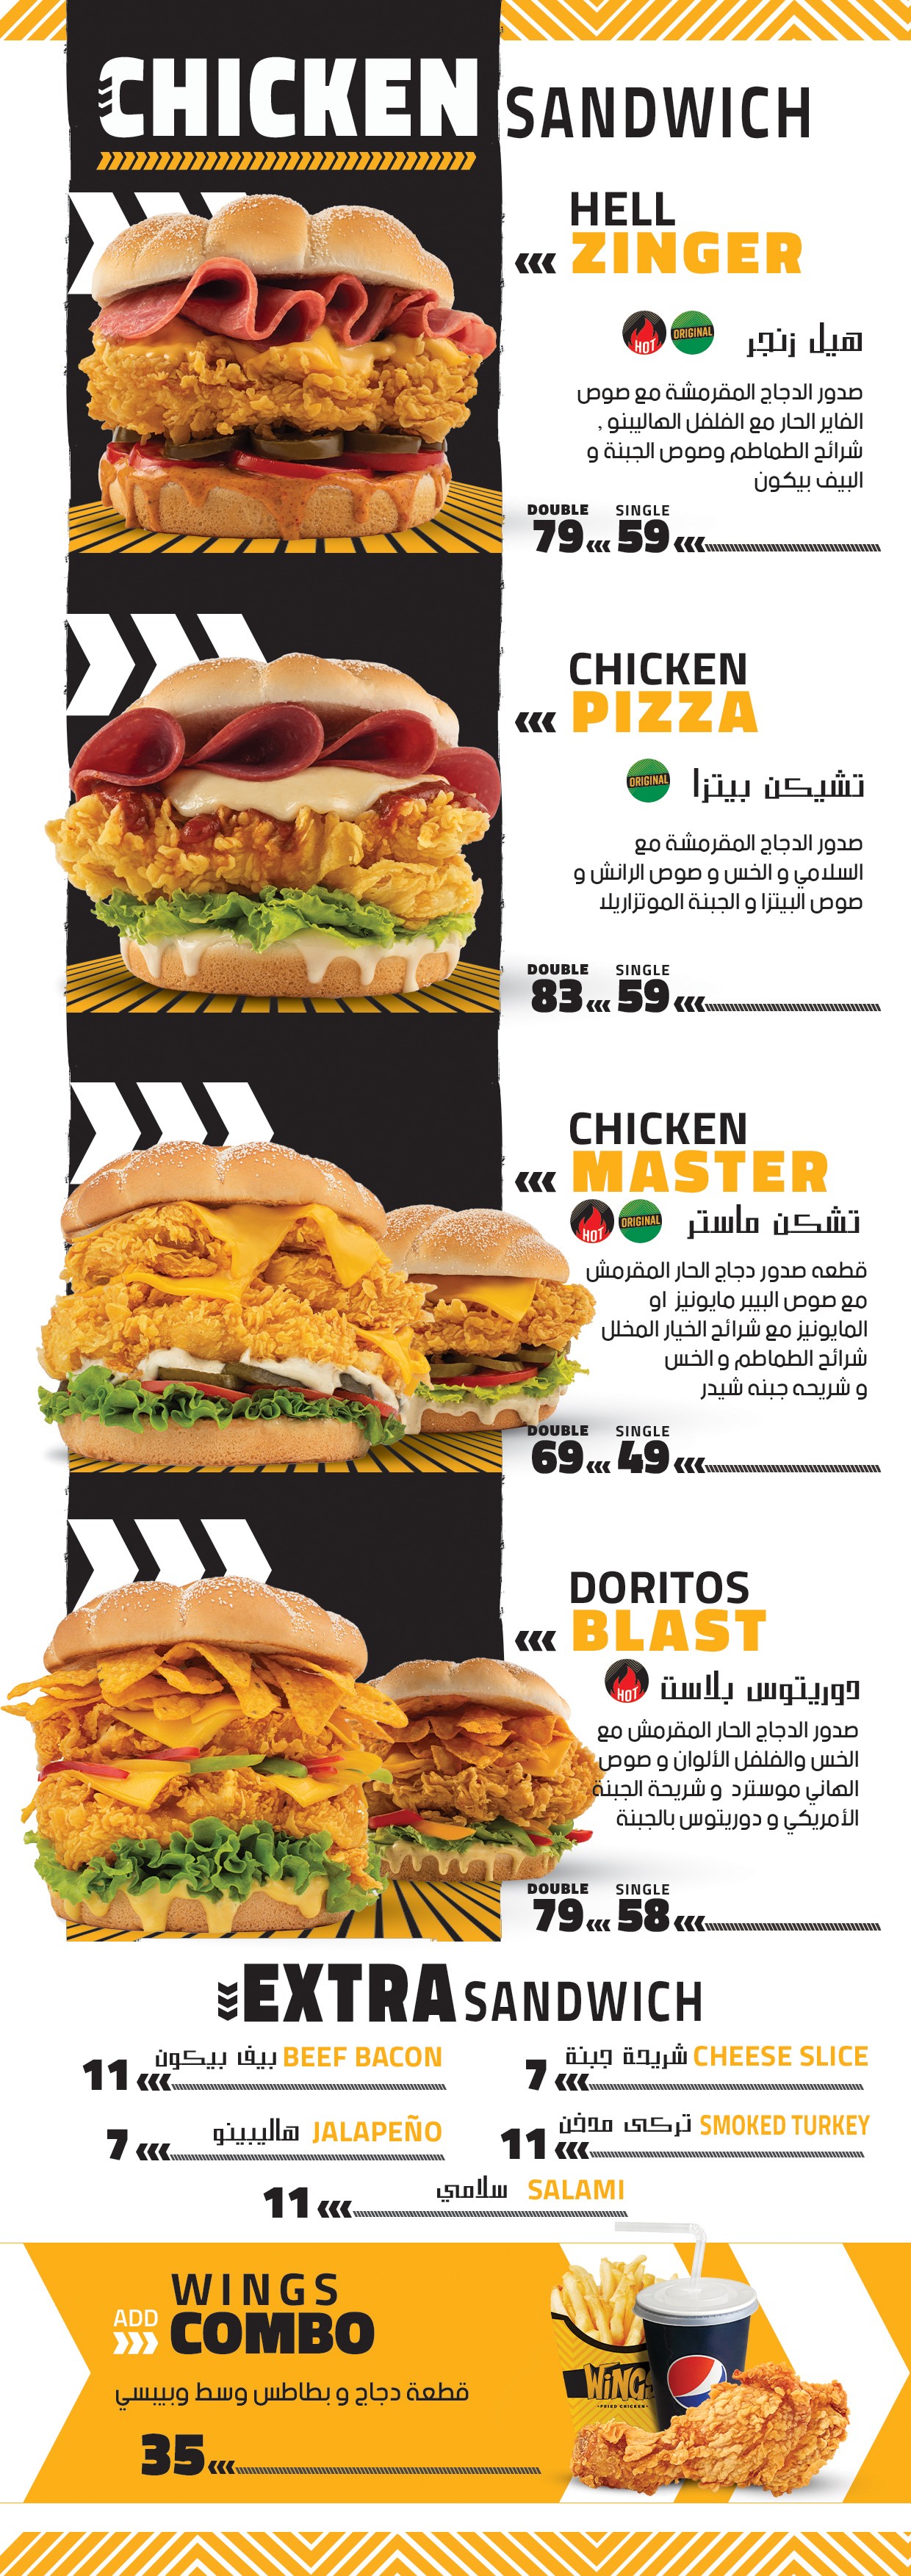 CHICKEN SANDWICH
HELL
ZINGER
HOT
ORIGINAL
هيل زنجر
صدور الدجاج المقرمشة مع صوص
الفاير الحار مع الفلفل الهالبينو ,
شرائح الطماطم وصوص الجبنة و
البيف بيكون
DOUBLE SINGLE
79 59
CHICKEN
PIZZA
ORIGINAL
تشيكن بيتزا
صدور الدجاج المقرمشة مع
السلامي و الخس و صوص الرانش و
صوص البيتزا و الجبنة الموتزاريلا
DOUBLE SINGLE
83 59
CHICKEN
MASTER
HOT
ORIGINAL
تشكن ماستر
قطعه صدور دجاج الحار المقرمش
مع صوص البيبر مايونيز او
المايونيز مع شرائح الخيار المخلل
شرائح الطماطم و الخس
و شريحه جبنه شيدر
DOUBLE SINGLE
69 49
DORITOS
BLAST
HOT
دوريتوس بلاست
صدور الدجاج الحار المقرمش مع
الخس والفلفل الألوان و صوص
الهاني موسترد و شريحة الجبنة
الأمريكي و دوريتوس بالجبنة
DOUBLE SINGLE
79 58
EXTRA SANDWICH
BEEF BACON بيف بيكون 11
CHEESE SLICE شريحة جبنة 7
JALAPEÑO هاليبينو 7
SMOKED TURKEY تركى مدخن 11
SALAMI سلامي 11
WINGS
ADD COMBO
قطعة دجاج و بطاطس وسط وبيبسي
35
WiNGS
FRIED CHICKEN